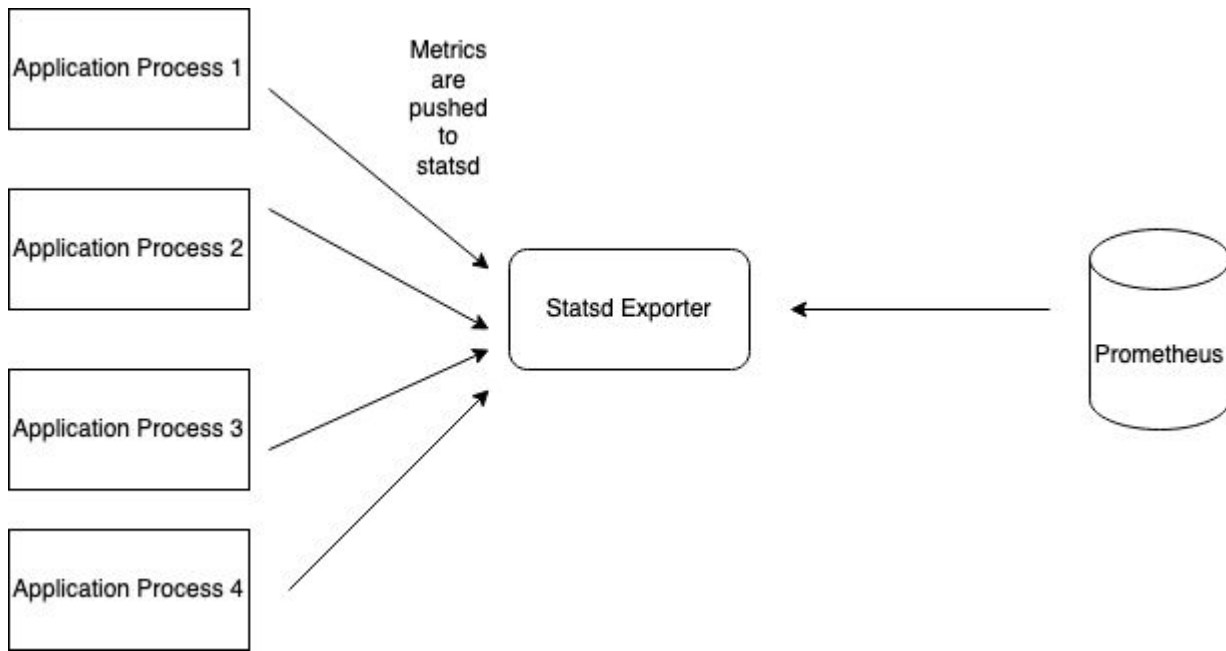 Application Process 1
Metrics
are
pushed
to
statsd
Application Process 2
Statsd Exporter
Prometheus
Application Process 3
Application Process 4